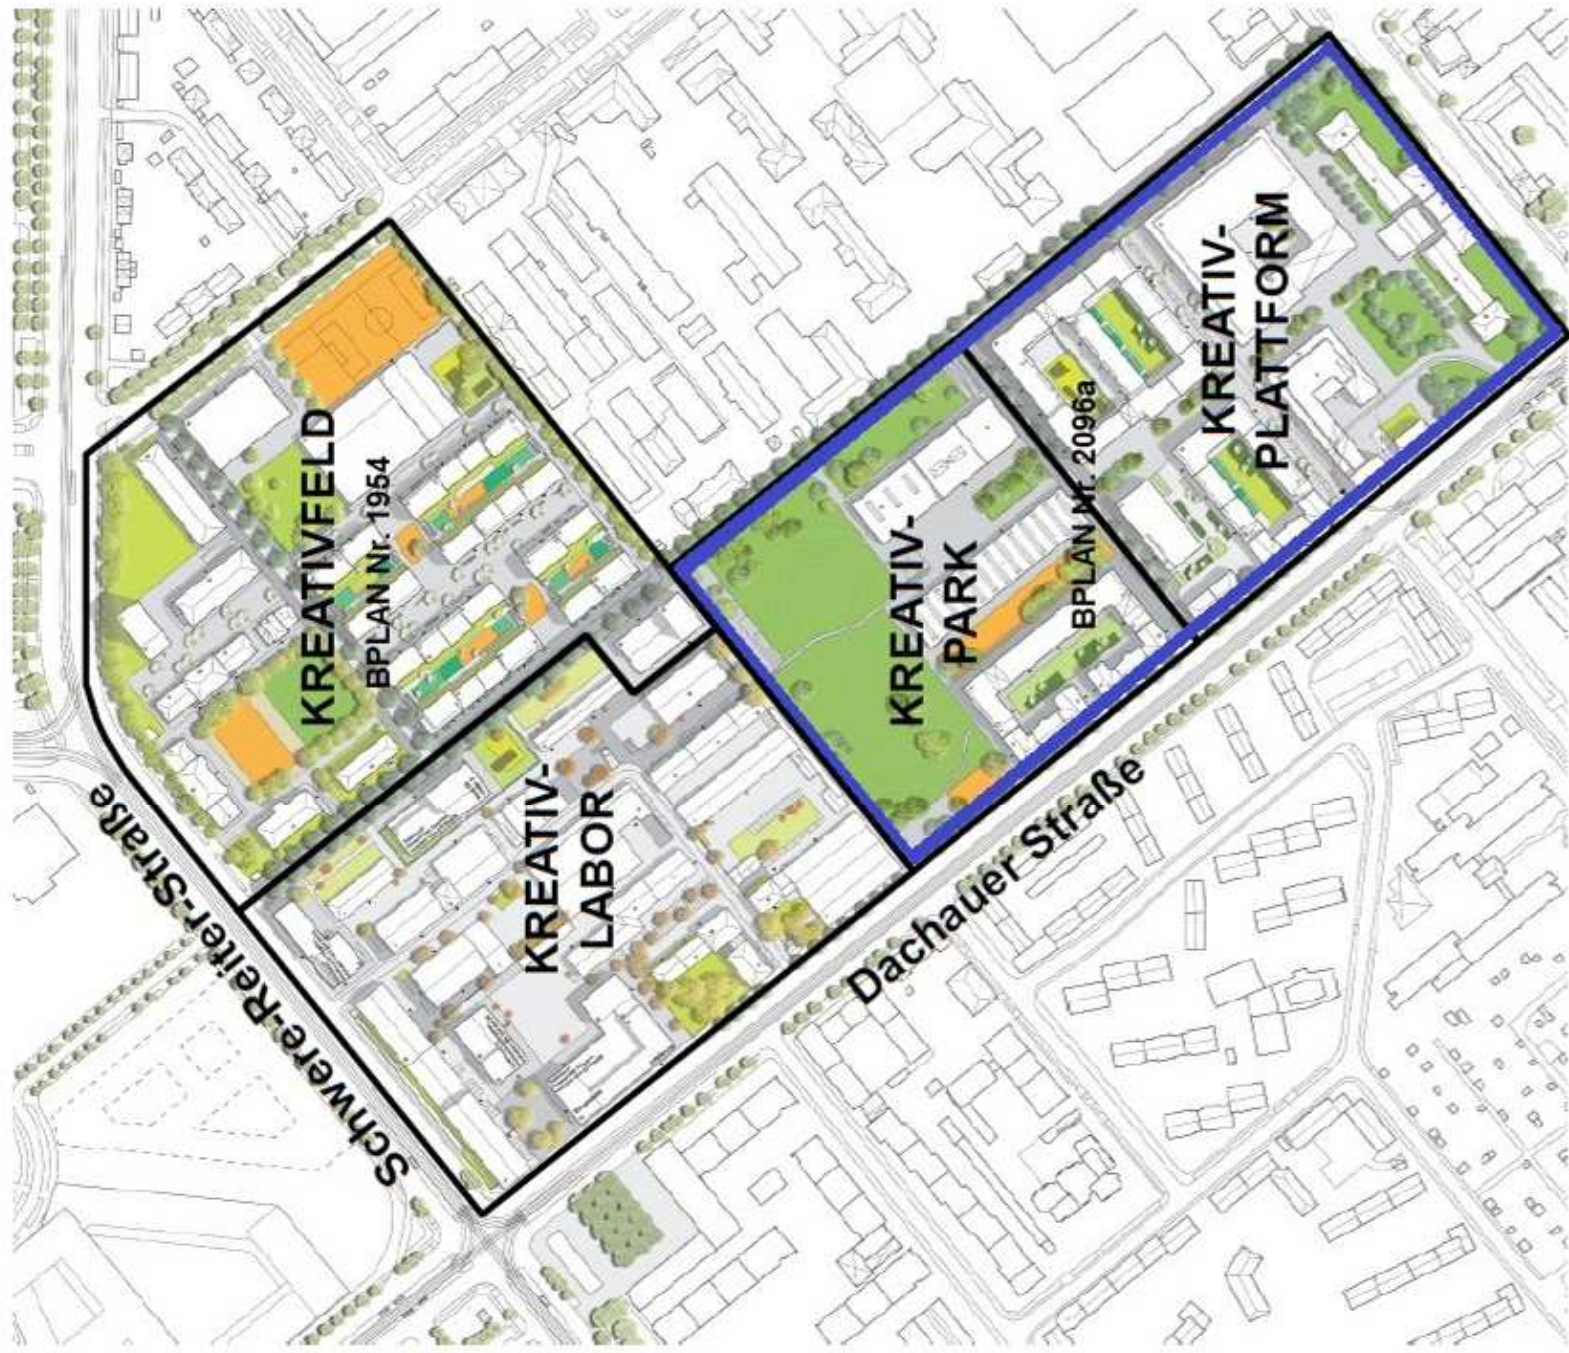 KREATIVFELD
BPLAN Nr. 1954
KREATIV-
LABOR
KREATIV-
PARK
BPLAN Nr. 2096a
KREATIV-
PLATTFORM
Schwere-Reiter-Straße
Dachauer Straße